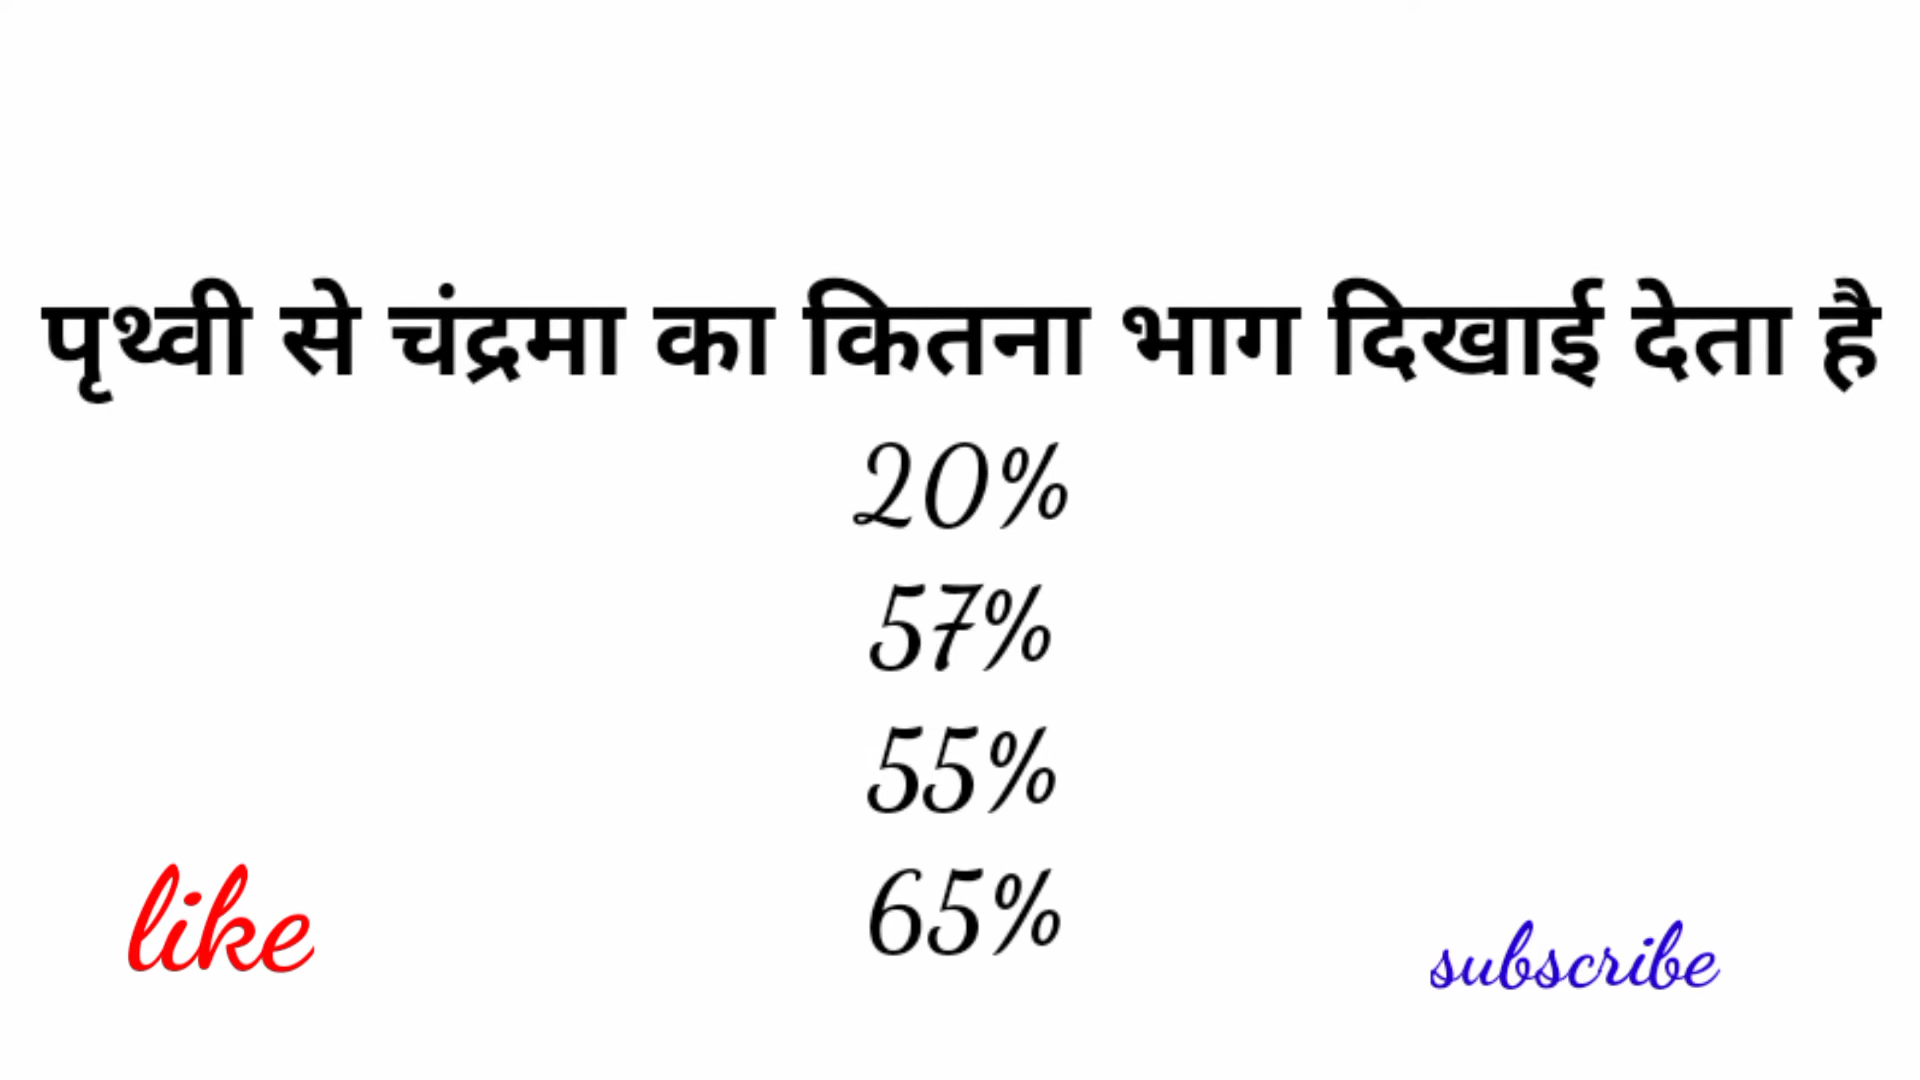 पृथ्वी से चंद्रमा का कितना भाग दिखाई देता है
20%
57%
55%
65%
like
subscribe